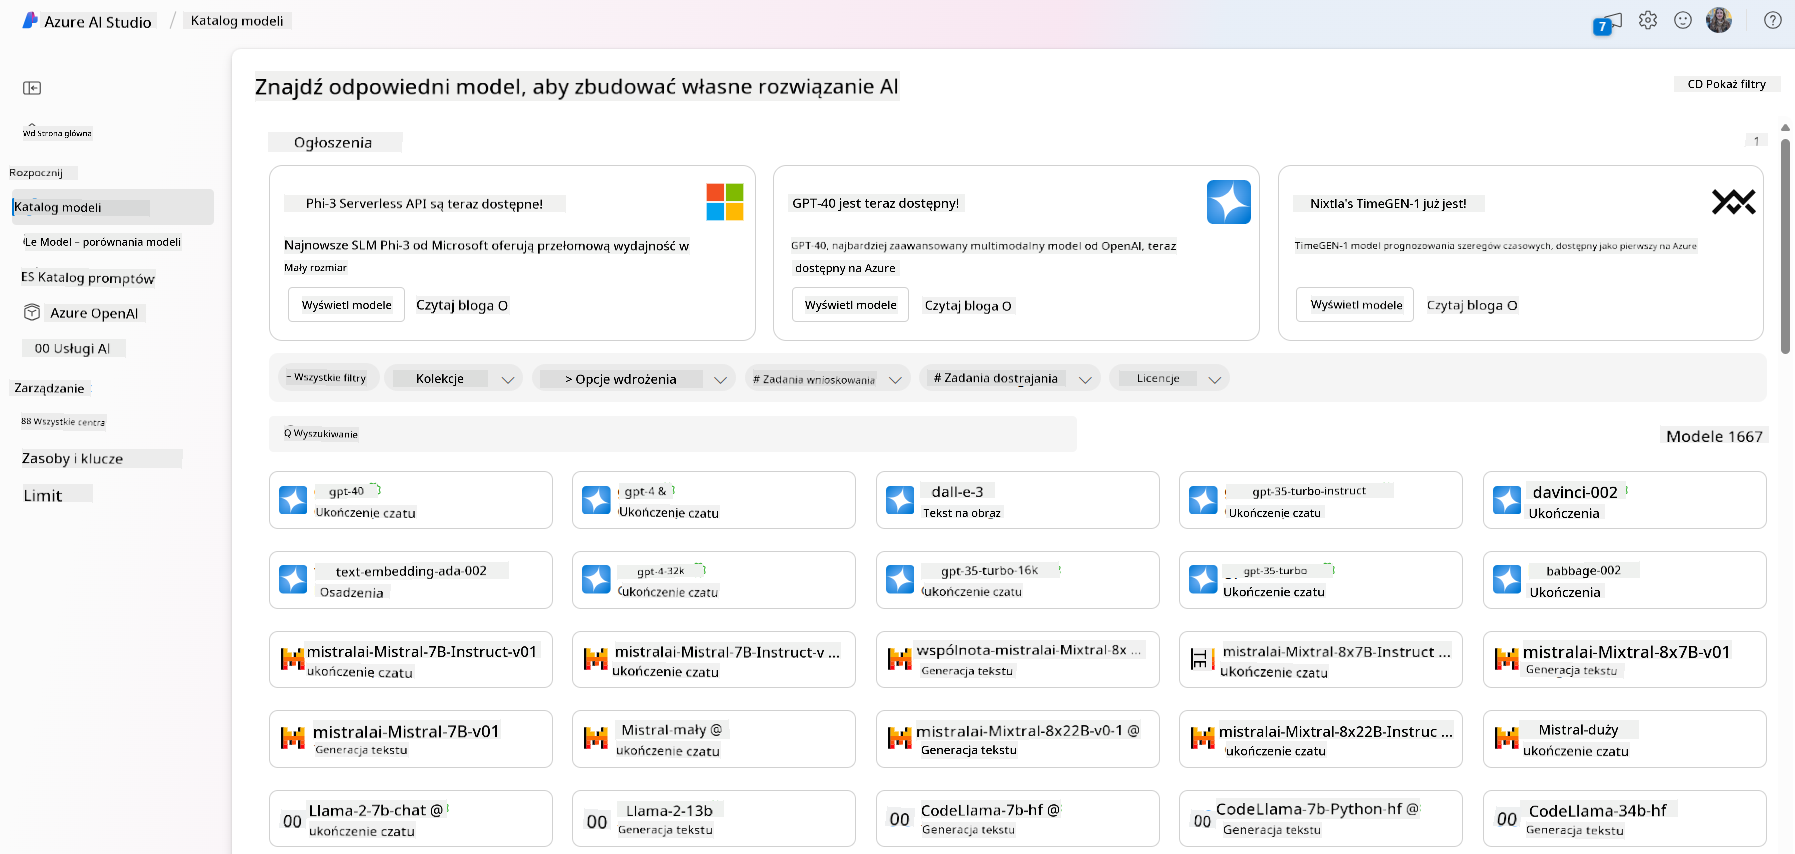 Azure AI Studio / Katalog modeli
7
Wd Strona główna
Rozpocznij
Katalog modeli
Le Model – porównania modeli
ES Katalog promptów
Azure OpenAI
00 Usługi AI
Zarządzanie
88 Wszystkie centra
Zasoby i klucze
Limit
Znajdź odpowiedni model, aby zbudować własne rozwiązanie AI
CD Pokaż filtry
Ogłoszenia
1
Phi-3 Serverless API są teraz dostępne!
Najnowsze SLM Phi-3 od Microsoft oferują przełomową wydajność w
Mały rozmiar
Wyświetl modele
Czytaj bloga O
GPT-40 jest teraz dostępny!
GPT-40, najbardziej zaawansowany multimodalny model od OpenAI, teraz
dostępny na Azure
Wyświetl modele
Czytaj bloga O
Nixtla's TimeGEN-1 już jest!
TimeGEN-1 model prognozowania szeregów czasowych, dostępny jako pierwszy na Azure
Wyświetl modele
Czytaj bloga O
~ Wszystkie filtry
Kolekcje
> Opcje wdrożenia
# Zadania wnioskowania
# Zadania dostrajania
Licencje
Q Wyszukiwanie
Modele 1667
gpt-40
Ukończenie czatu
gpt-4 &
Ukończenie czatu
dall-e-3
Tekst na obraz
gpt-35-turbo-instruct
Ukończenie czatu
davinci-002
Ukończenia
text-embedding-ada-002
Osadzenia
gpt-4-32k
ukończenie czatu
gpt-35-turbo-16k
ukończenie czatu
gpt-35-turbo
Ukończenie czatu
babbage-002
Ukończenia
mistralai-Mistral-7B-Instruct-v01
ukończenie czatu
mistralai-Mistral-7B-Instruct-v ...
ukończenie czatu
wspólnota-mistralai-Mixtral-8x ...
Generacja tekstu
mistralai-Mixtral-8x7B-Instruct ...
ukończenie czatu
mistralai-Mixtral-8x7B-v01
Generacja tekstu
mistralai-Mistral-7B-v01
Generacja tekstu
Mistral-mały @
ukończenie czatu
mistralai-Mixtral-8x22B-v0-1 @
Generacja tekstu
mistralai-Mixtral-8x22B-Instruc ...
ukończenie czatu
Mistral-duży
ukończenie czatu
00 Llama-2-7b-chat @
ukończenie czatu
00 Llama-2-13b
Generacja tekstu
00 CodeLlama-7b-hf @
Generacja tekstu
00 CodeLlama-7b-Python-hf @
Generacja tekstu
00 CodeLlama-34b-hf
Generacja tekstu